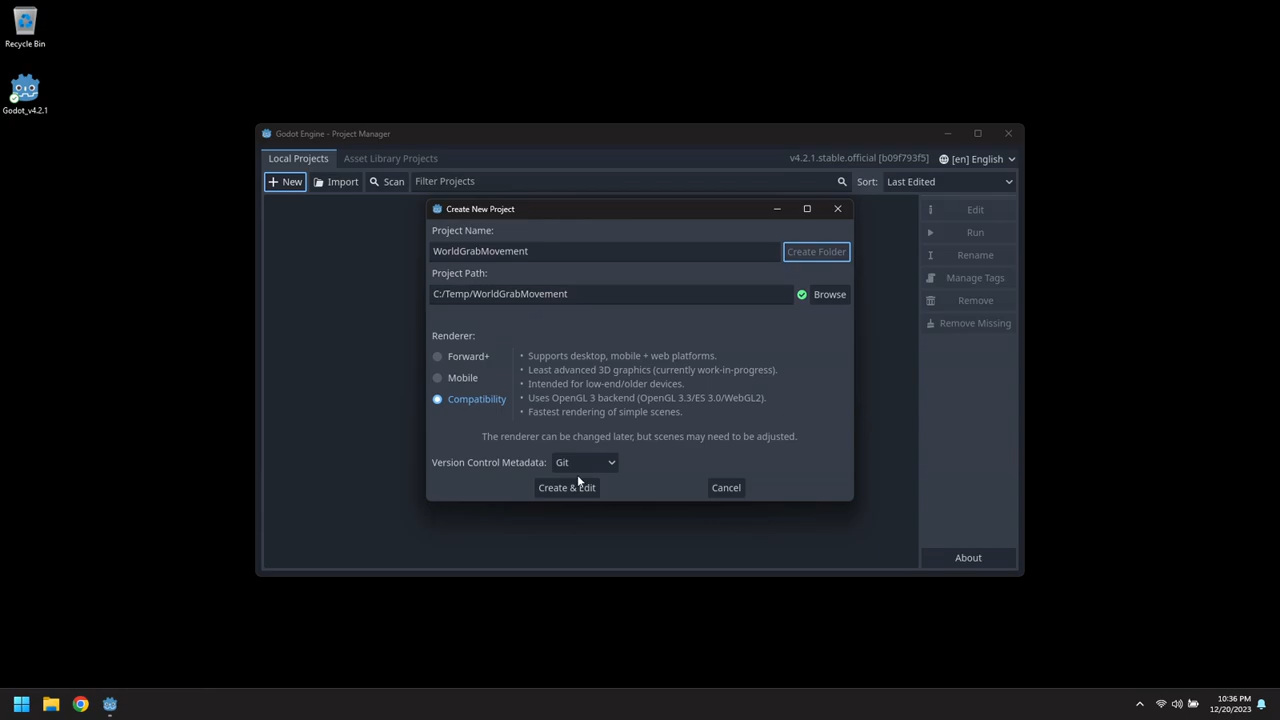 Recycle Bin
Godot_v4.2.1
Godot Engine - Project Manager
Local Projects
Asset Library Projects
v4.2.1.stable.official [b09f793f5]
[en] English
New
Import
Scan
Filter Projects
Sort:
Last Edited
Create New Project
Project Name:
WorldGrabMovement
Create Folder
Project Path:
C:/Temp/WorldGrabMovement
Browse
Renderer:
Forward+
Mobile
Compatibility
• Supports desktop, mobile + web platforms.
• Least advanced 3D graphics (currently work-in-progress).
• Intended for low-end/older devices.
• Uses OpenGL 3 backend (OpenGL 3.3/ES 3.0/WebGL2).
• Fastest rendering of simple scenes.
The renderer can be changed later, but scenes may need to be adjusted.
Version Control Metadata:
Git
Create & Edit
Cancel
Edit
Run
Rename
Manage Tags
Remove
Remove Missing
About
10:36 PM
12/20/2023